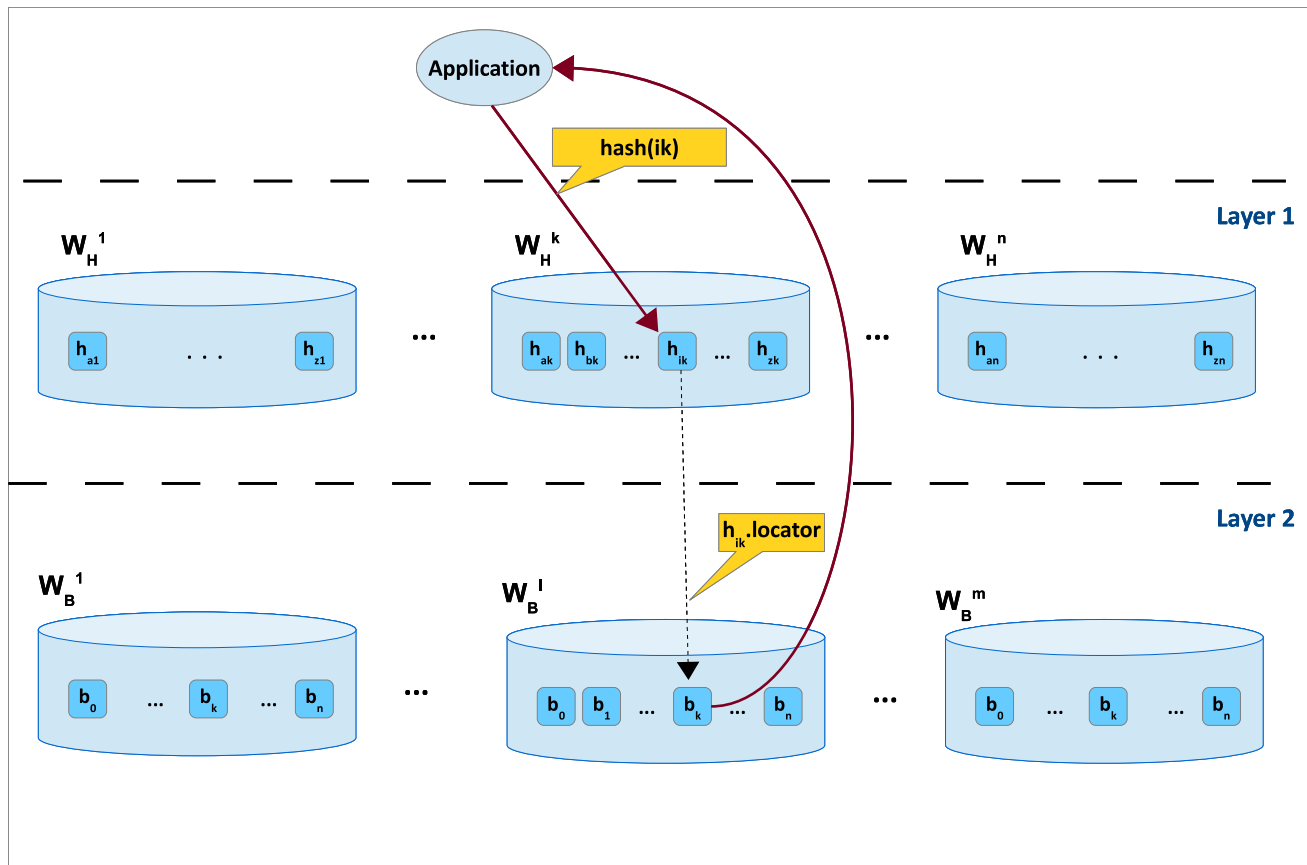 Application
hash(ik)
Layer 1
W_H^1
W_H^k
W_H^n
...
...
h_a1 . . . h_z1
h_ak h_bk ... h_ik ... h_zk
h_an . . . h_zn
Layer 2
h_ik.locator
W_B^1
W_B^l
W_B^m
...
...
b_0 ... b_k ... b_n
b_0 b_1 ... b_k ... b_n
b_0 ... b_k ... b_n